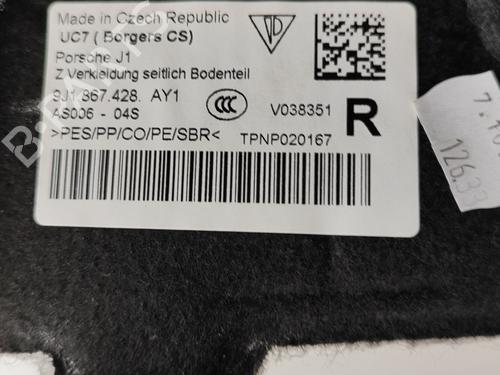 Made in Czech Republic
UC7 ( Borgers CS)
Porsche J1
Z Verkleidung seitlich Bodenteil
9J1.867.428. AY1
AS006 - 04S
CCC
V038351
R
>PES/PP/CO/PE/SBR<
TPNP020167
126.33